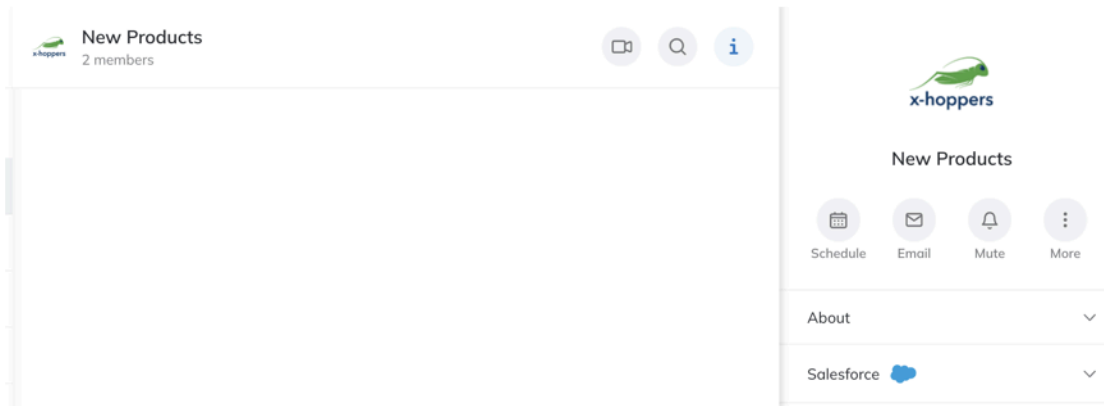 x-hoppers
New Products
2 members
i
x-hoppers
New Products
Schedule Email Mute More
About
Salesforce